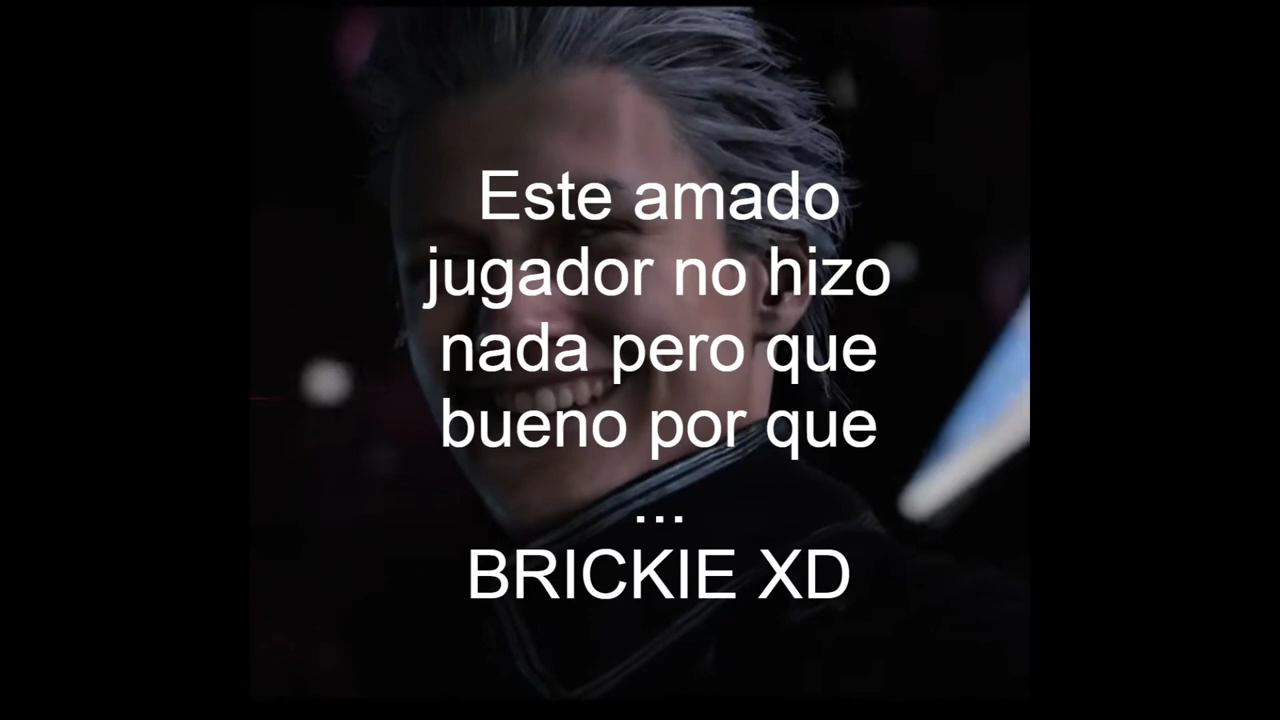 Este amado
jugador no hizo
nada pero que
bueno por que
...
BRICKIE XD